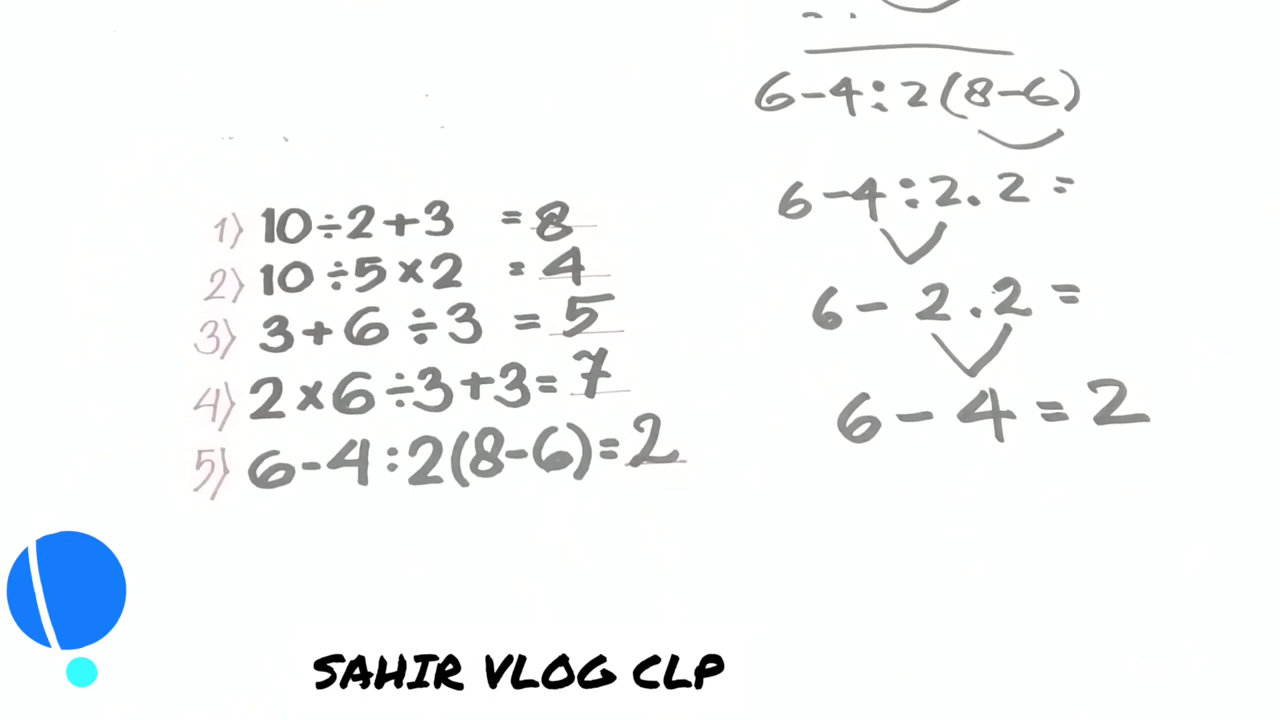 1) 10÷2+3 = 8
2) 10÷5×2 = 4
3) 3+6÷3 = 5
4) 2×6÷3+3= 7
5) 6-4:2(8-6)=2
6-4:2(8-6)
6-4:2.2=
6-2.2=
6-4=2
SAHIR VLOG CLP